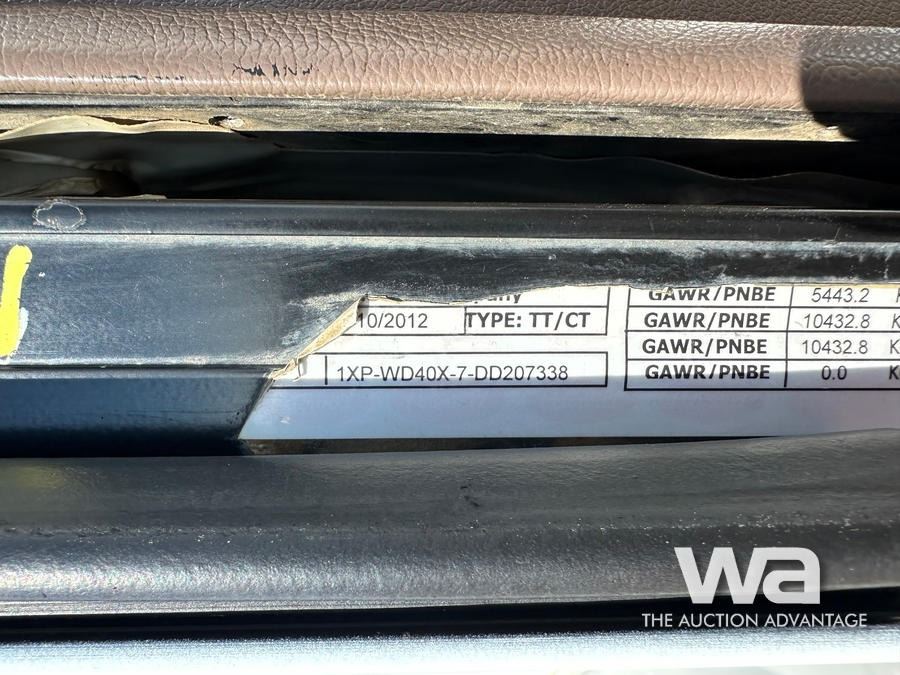 GAWR/PNBE 5443.2
10/2012 TYPE: TT/CT GAWR/PNBE 10432.8
GAWR/PNBE 10432.8
1XP-WD40X-7-DD207338 GAWR/PNBE 0.0
wa
THE AUCTION ADVANTAGE